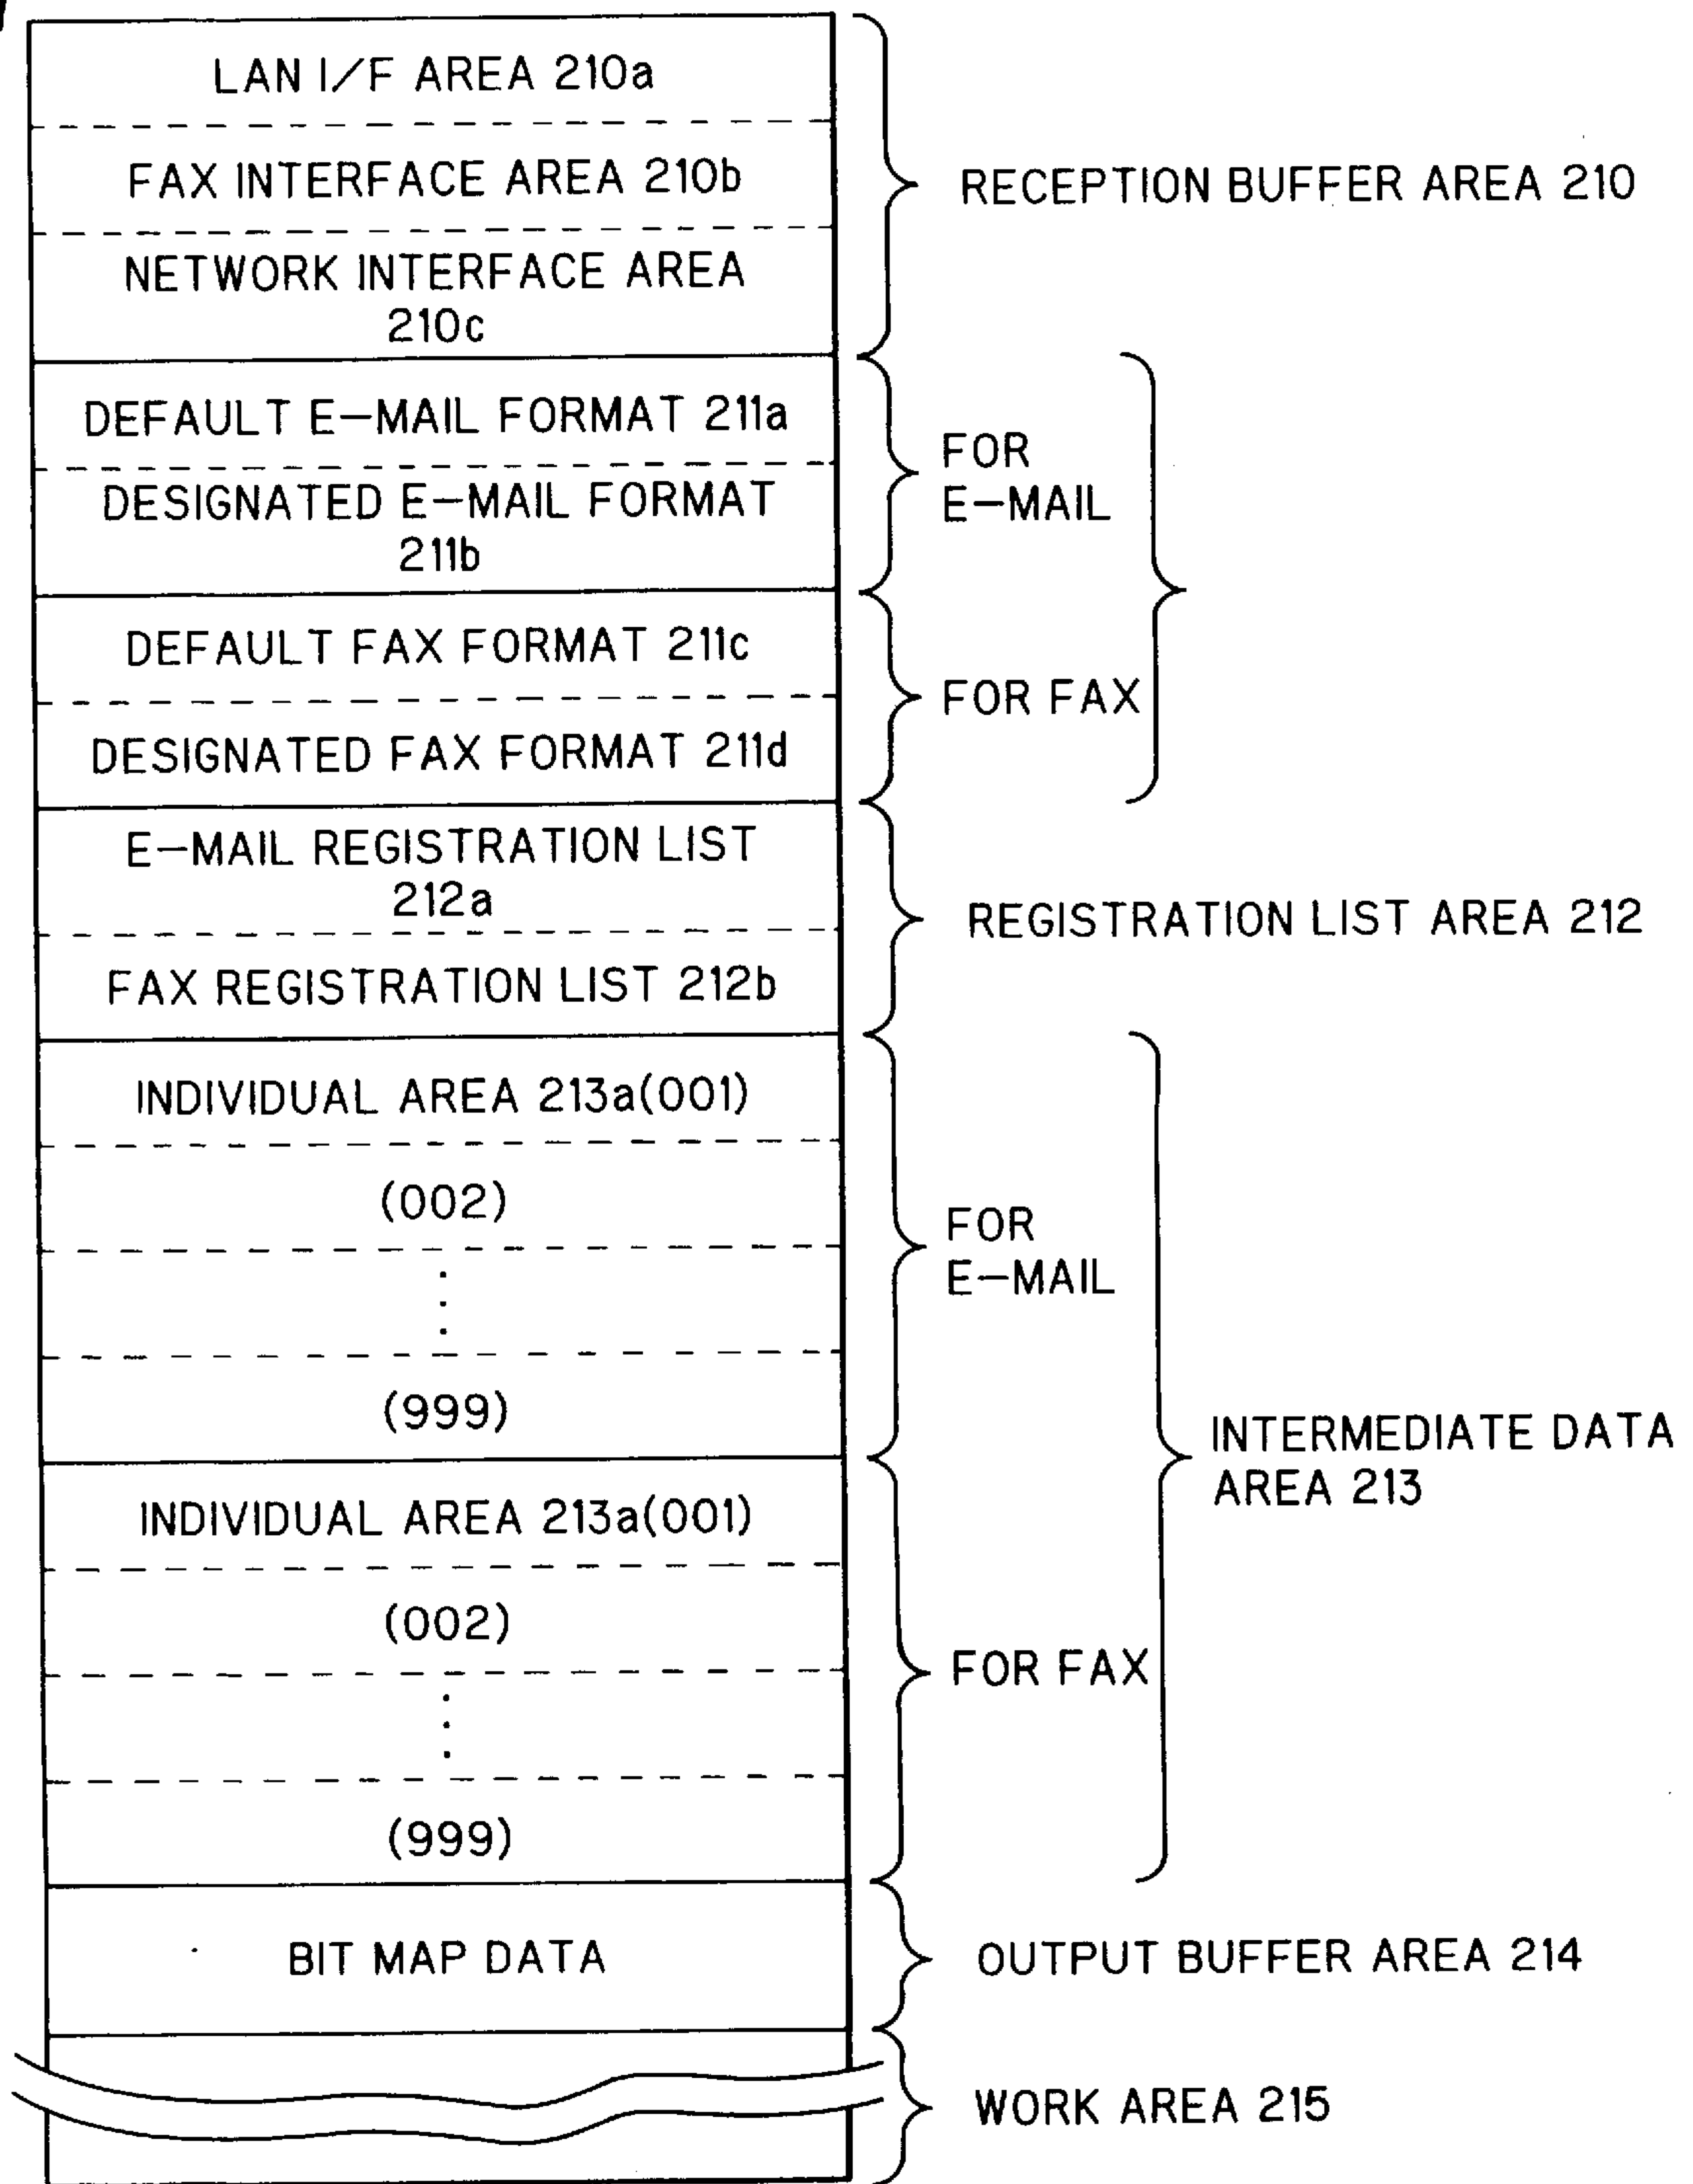 LAN I/F AREA 210a
FAX INTERFACE AREA 210b
NETWORK INTERFACE AREA
210c
RECEPTION BUFFER AREA 210
DEFAULT E-MAIL FORMAT 211a
DESIGNATED E-MAIL FORMAT
211b
FOR
E-MAIL
DEFAULT FAX FORMAT 211c
DESIGNATED FAX FORMAT 211d
FOR FAX
E-MAIL REGISTRATION LIST
212a
FAX REGISTRATION LIST 212b
REGISTRATION LIST AREA 212
INDIVIDUAL AREA 213a(001)
(002)
(999)
FOR
E-MAIL
INDIVIDUAL AREA 213a(001)
(002)
(999)
FOR FAX
INTERMEDIATE DATA
AREA 213
BIT MAP DATA
OUTPUT BUFFER AREA 214
WORK AREA 215